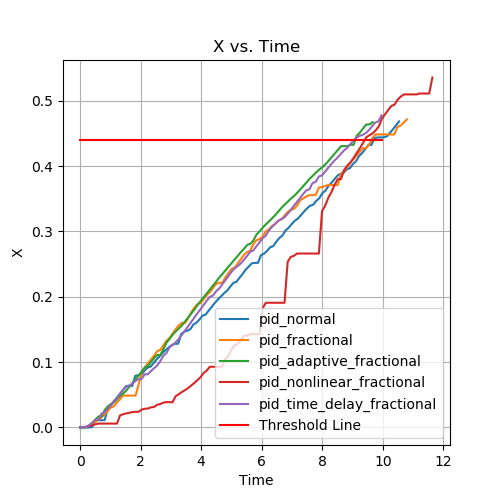 X vs. Time
0.5
0.4
0.3
0.2
0.1
0.0
X
pid_normal
pid_fractional
pid_adaptive_fractional
pid_nonlinear_fractional
pid_time_delay_fractional
Threshold Line
0 2 4 6 8 10 12
Time